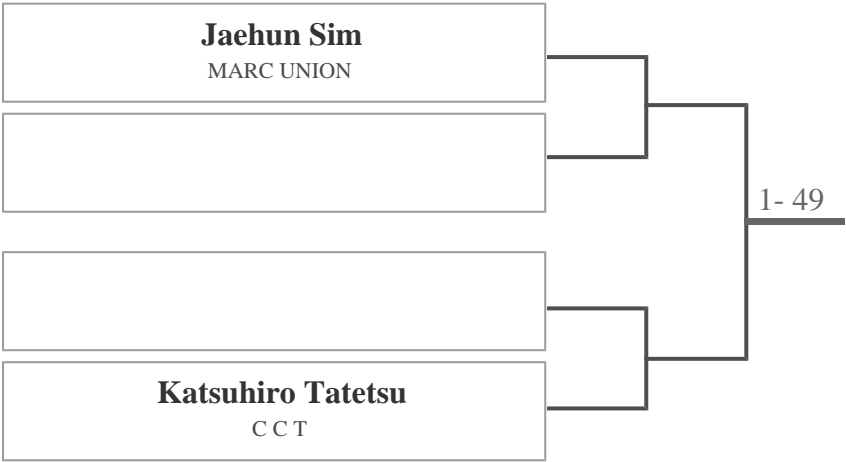 Jaehun Sim
MARC UNION
1- 49
Katsuhiro Tatetsu
C C T